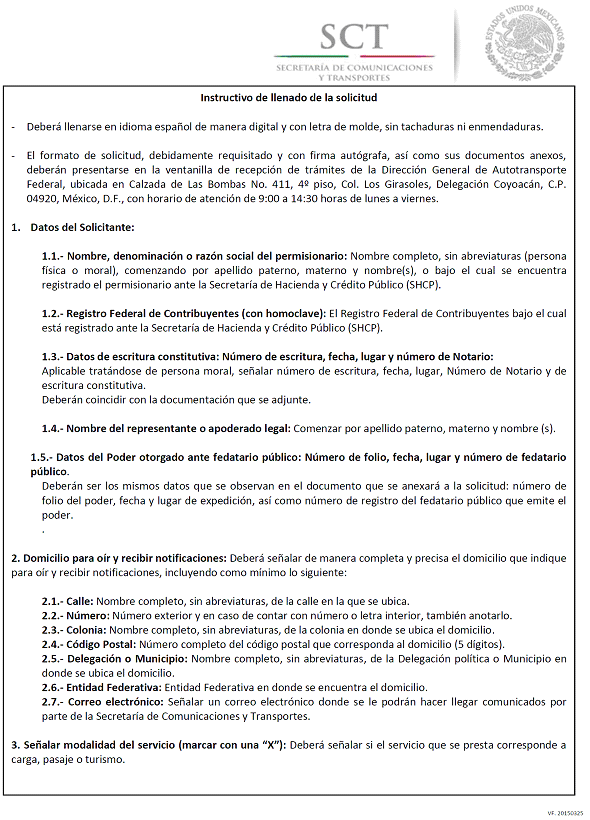 SCT
SECRETARÍA DE COMUNICACIONES
Y TRANSPORTES
ESTADOS UNIDOS MEXICANOS
Instructivo de llenado de la solicitud
- Deberá llenarse en idioma español de manera digital y con letra de molde, sin tachaduras ni enmendaduras.
- El formato de solicitud, debidamente requisitado y con firma autógrafa, así como sus documentos anexos,
deberán presentarse en la ventanilla de recepción de trámites de la Dirección General de Autotransporte
Federal, ubicada en Calzada de Las Bombas No. 411, 4º piso, Col. Los Girasoles, Delegación Coyoacán, C.P.
04920, México, D.F., con horario de atención de 9:00 a 14:30 horas de lunes a viernes.
1. Datos del Solicitante:
1.1.- Nombre, denominación o razón social del permisionario: Nombre completo, sin abreviaturas (persona
física o moral), comenzando por apellido paterno, materno y nombre(s), o bajo el cual se encuentra
registrado el permisionario ante la Secretaría de Hacienda y Crédito Público (SHCP).
1.2.- Registro Federal de Contribuyentes (con homoclave): El Registro Federal de Contribuyentes bajo el cual
está registrado ante la Secretaría de Hacienda y Crédito Público (SHCP).
1.3.- Datos de escritura constitutiva: Número de escritura, fecha, lugar y número de Notario:
Aplicable tratándose de persona moral, señalar número de escritura, fecha, lugar, Número de Notario y de
escritura constitutiva.
Deberán coincidir con la documentación que se adjunte.
1.4.- Nombre del representante o apoderado legal: Comenzar por apellido paterno, materno y nombre (s).
1.5.- Datos del Poder otorgado ante fedatario público: Número de folio, fecha, lugar y número de fedatario
público.
Deberán ser los mismos datos que se observan en el documento que se anexará a la solicitud: número de
folio del poder, fecha y lugar de expedición, así como número de registro del fedatario público que emite el
poder.
.
2. Domicilio para oír y recibir notificaciones: Deberá señalar de manera completa y precisa el domicilio que indique
para oír y recibir notificaciones, incluyendo como mínimo lo siguiente:
2.1.- Calle: Nombre completo, sin abreviaturas, de la calle en la que se ubica.
2.2.- Número: Número exterior y en caso de contar con número o letra interior, también anotarlo.
2.3.- Colonia: Nombre completo, sin abreviaturas, de la colonia en donde se ubica el domicilio.
2.4.- Código Postal: Número completo del código postal que corresponda al domicilio (5 dígitos).
2.5.- Delegación o Municipio: Nombre completo, sin abreviaturas, de la Delegación política o Municipio en
donde se ubica el domicilio.
2.6.- Entidad Federativa: Entidad Federativa en donde se encuentra el domicilio.
2.7.- Correo electrónico: Señalar un correo electrónico donde se le podrán hacer llegar comunicados por
parte de la Secretaría de Comunicaciones y Transportes.
3. Señalar modalidad del servicio (marcar con una “X”): Deberá señalar si el servicio que se presta corresponde a
carga, pasaje o turismo.
VF. 20150325